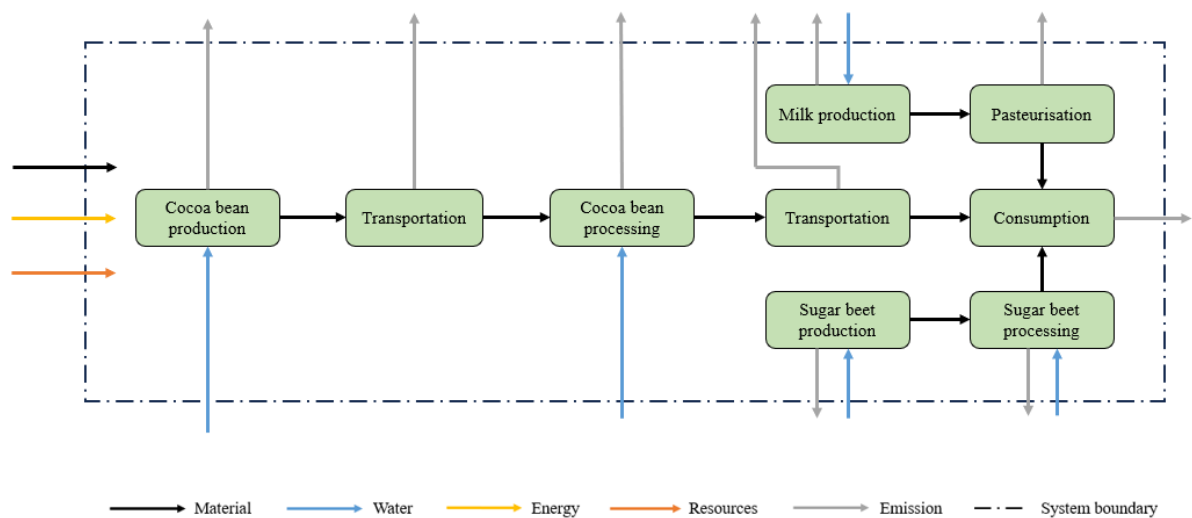 Milk production
Pasteurisation
Cocoa bean
production
Transportation
Cocoa bean
processing
Transportation
Consumption
Sugar beet
production
Sugar beet
processing
Material
Water
Energy
Resources
Emission
System boundary